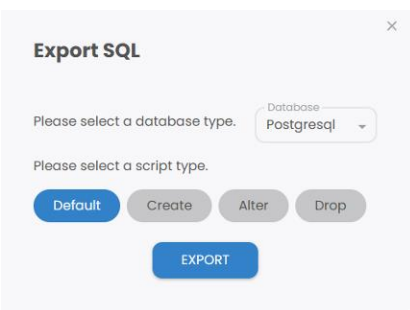 Export SQL
Database
Please select a database type. Postgresql
Please select a script type.
Default Create Alter Drop
EXPORT